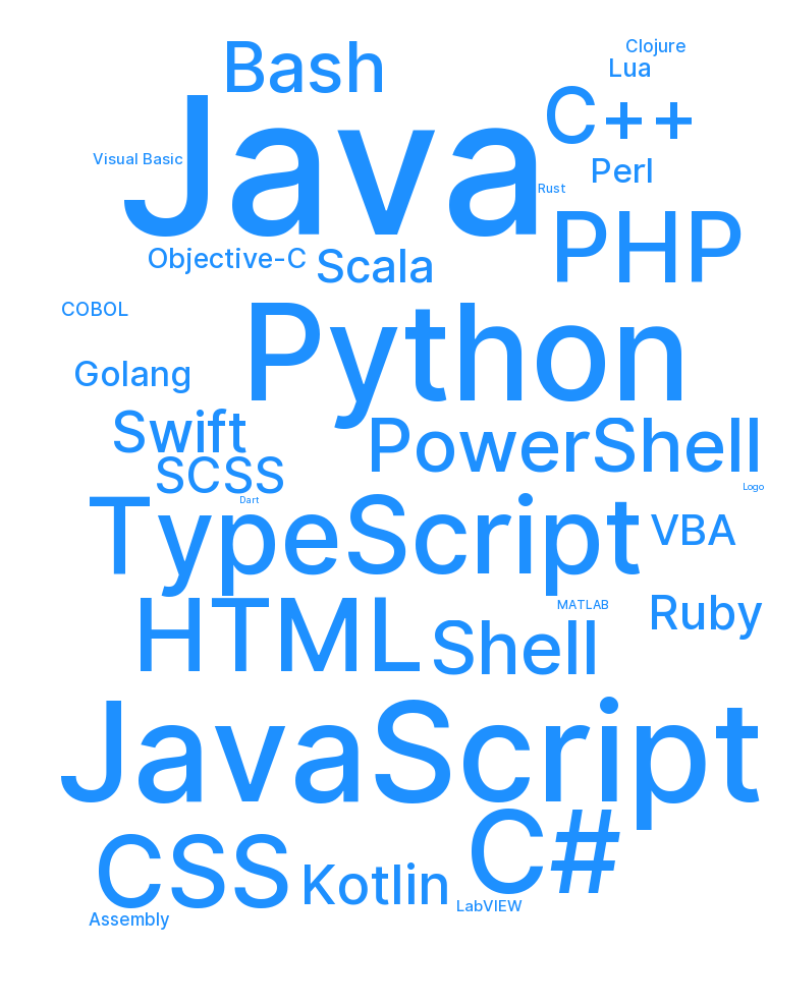 Clojure
Bash
Lua
Java
C++
Visual Basic
Perl
Rust
PHP
Objective-C
Scala
COBOL
Python
Golang
Swift
PowerShell
SCSS
Logo
Dart
TypeScript
VBA
MATLAB
HTML
Ruby
Shell
JavaScript
C#
CSS
Kotlin
LabVIEW
Assembly